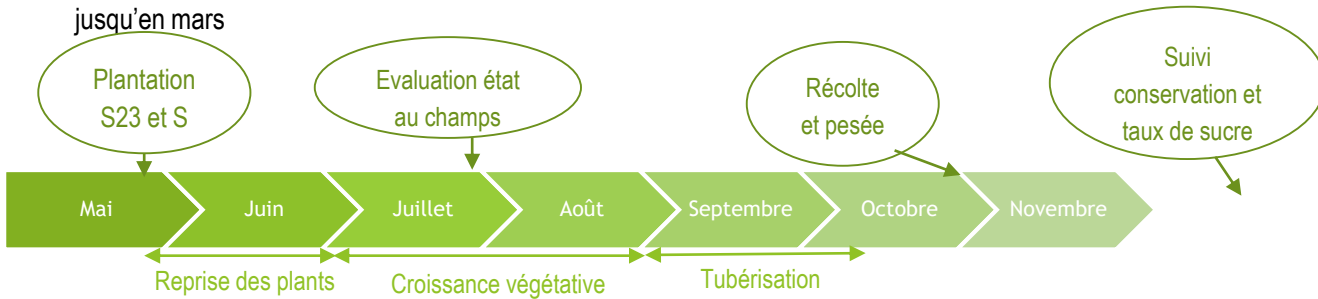 jusqu’en mars
Plantation
S23 et S
Evaluation état
au champs
Récolte
et pesée
Suivi
conservation et
taux de sucre
Mai
Juin
Juillet
Août
Septembre
Octobre
Novembre
Reprise des plants
Croissance végétative
Tubérisation